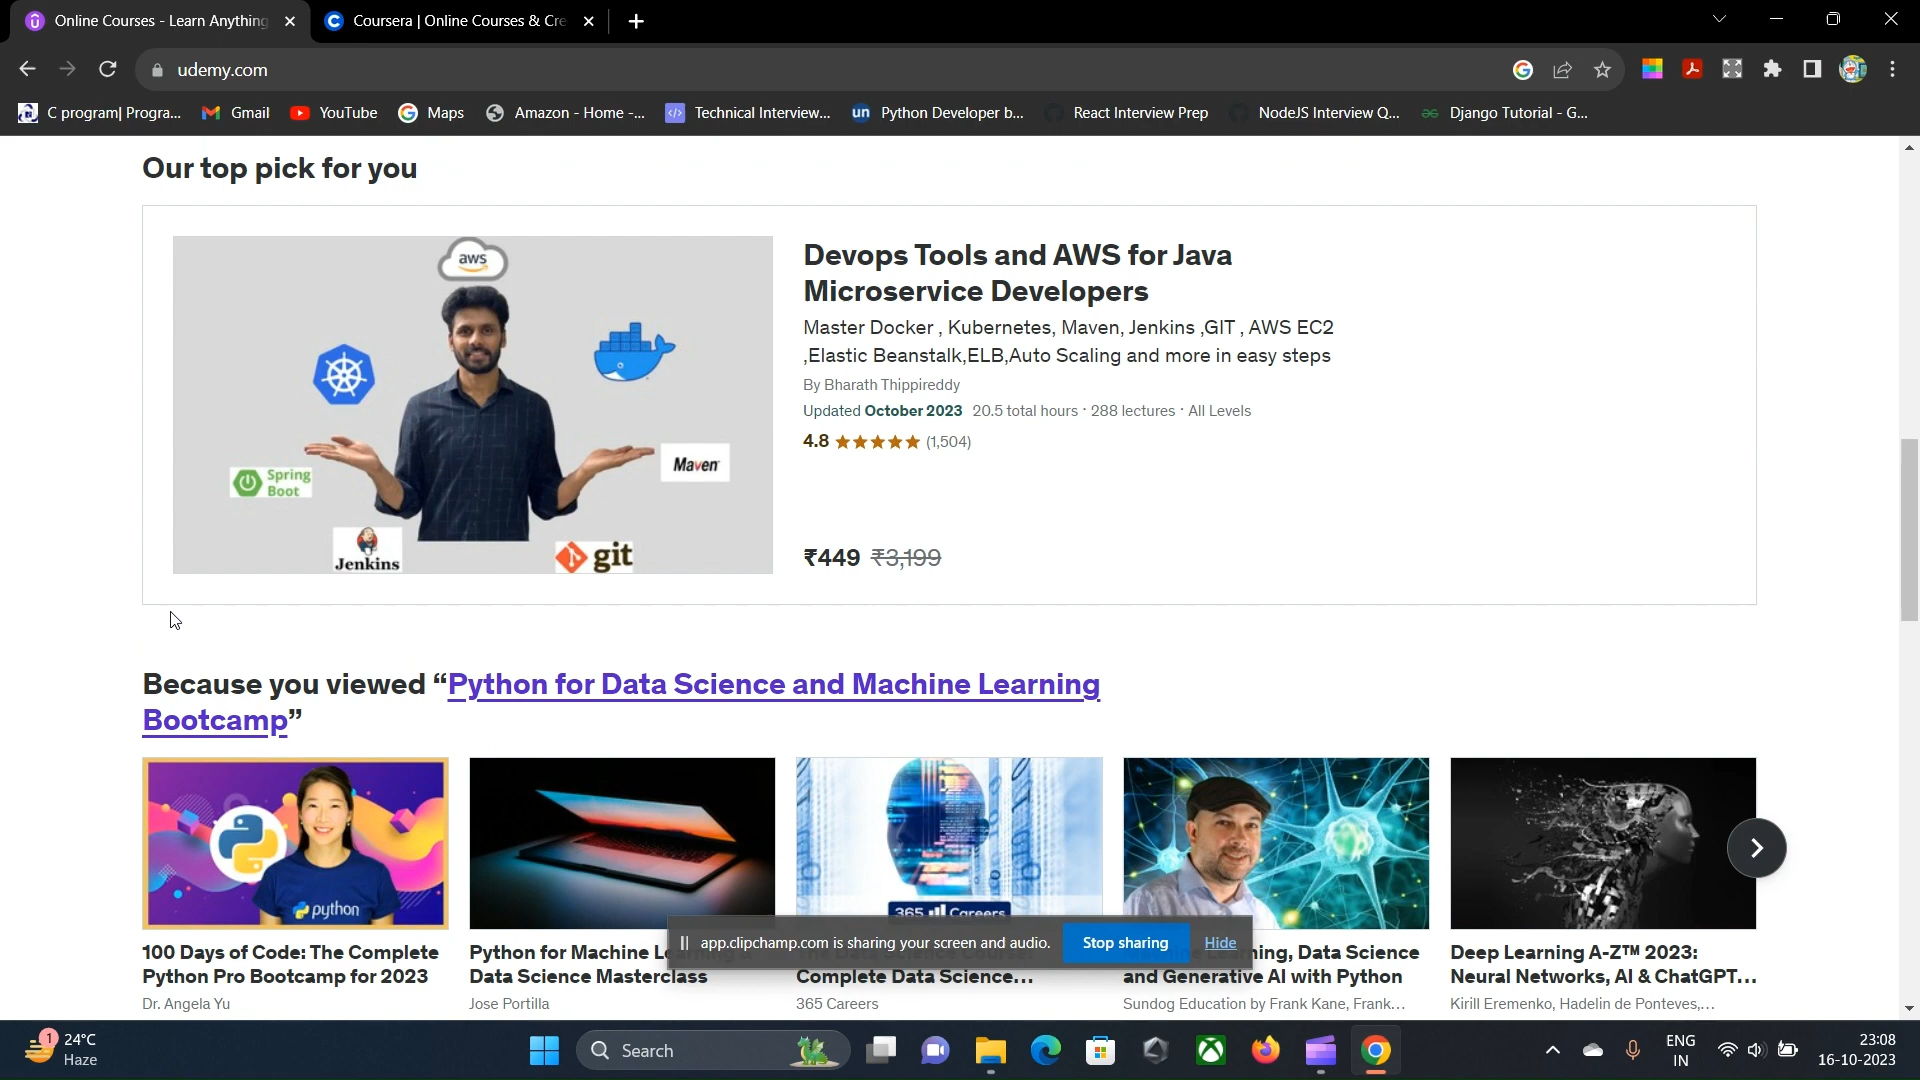 Online Courses - Learn Anything
Coursera | Online Courses & Cre
udemy.com
C program| Progra...
Gmail
YouTube
Maps
Amazon - Home -...
Technical Interview...
un
Python Developer b...
React Interview Prep
NodeJS Interview Q...
Django Tutorial - G...
Our top pick for you
aws
Spring
Boot
Maven
Jenkins
git
Devops Tools and AWS for Java
Microservice Developers
Master Docker , Kubernetes, Maven, Jenkins ,GIT , AWS EC2
,Elastic Beanstalk,ELB,Auto Scaling and more in easy steps
By Bharath Thippireddy
Updated October 2023 20.5 total hours · 288 lectures · All Levels
4.8 (1,504)
₹449 ₹3,199
Because you viewed “Python for Data Science and Machine Learning
Bootcamp”
python
365 Careers
100 Days of Code: The Complete
Python Pro Bootcamp for 2023
Dr. Angela Yu
Python for Machine
Data Science Masterclass
Jose Portilla
Complete Data Science...
365 Careers
Learning, Data Science
and Generative AI with Python
Sundog Education by Frank Kane, Frank...
Deep Learning A-Z™ 2023:
Neural Networks, AI & ChatGPT...
Kirill Eremenko, Hadelin de Ponteves,...
app.clipchamp.com is sharing your screen and audio.
Stop sharing
Hide
1
24°C
Haze
Search
ENG
IN
23:08
16-10-2023